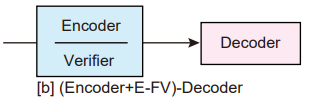 Encoder
Verifier
Decoder
[b] (Encoder+E-FV)-Decoder